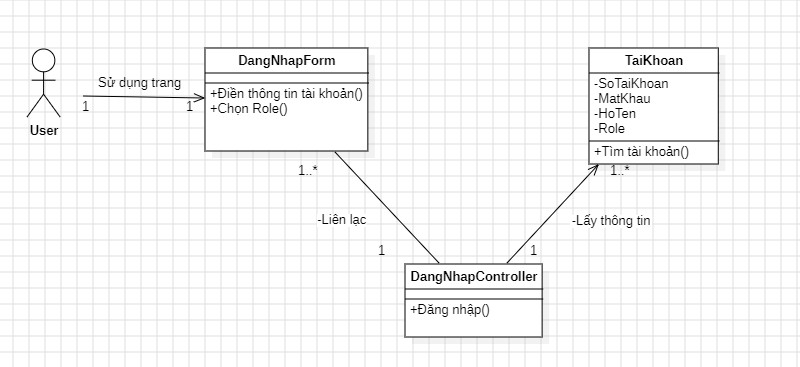 User
Sử dụng trang
1
1
DangNhapForm
+Điền thông tin tài khoản()
+Chọn Role()
1..*
-Liên lạc
1
DangNhapController
+Đăng nhập()
1
-Lấy thông tin
1..*
TaiKhoan
-SoTaiKhoan
-MatKhau
-HoTen
-Role
+Tìm tài khoản()